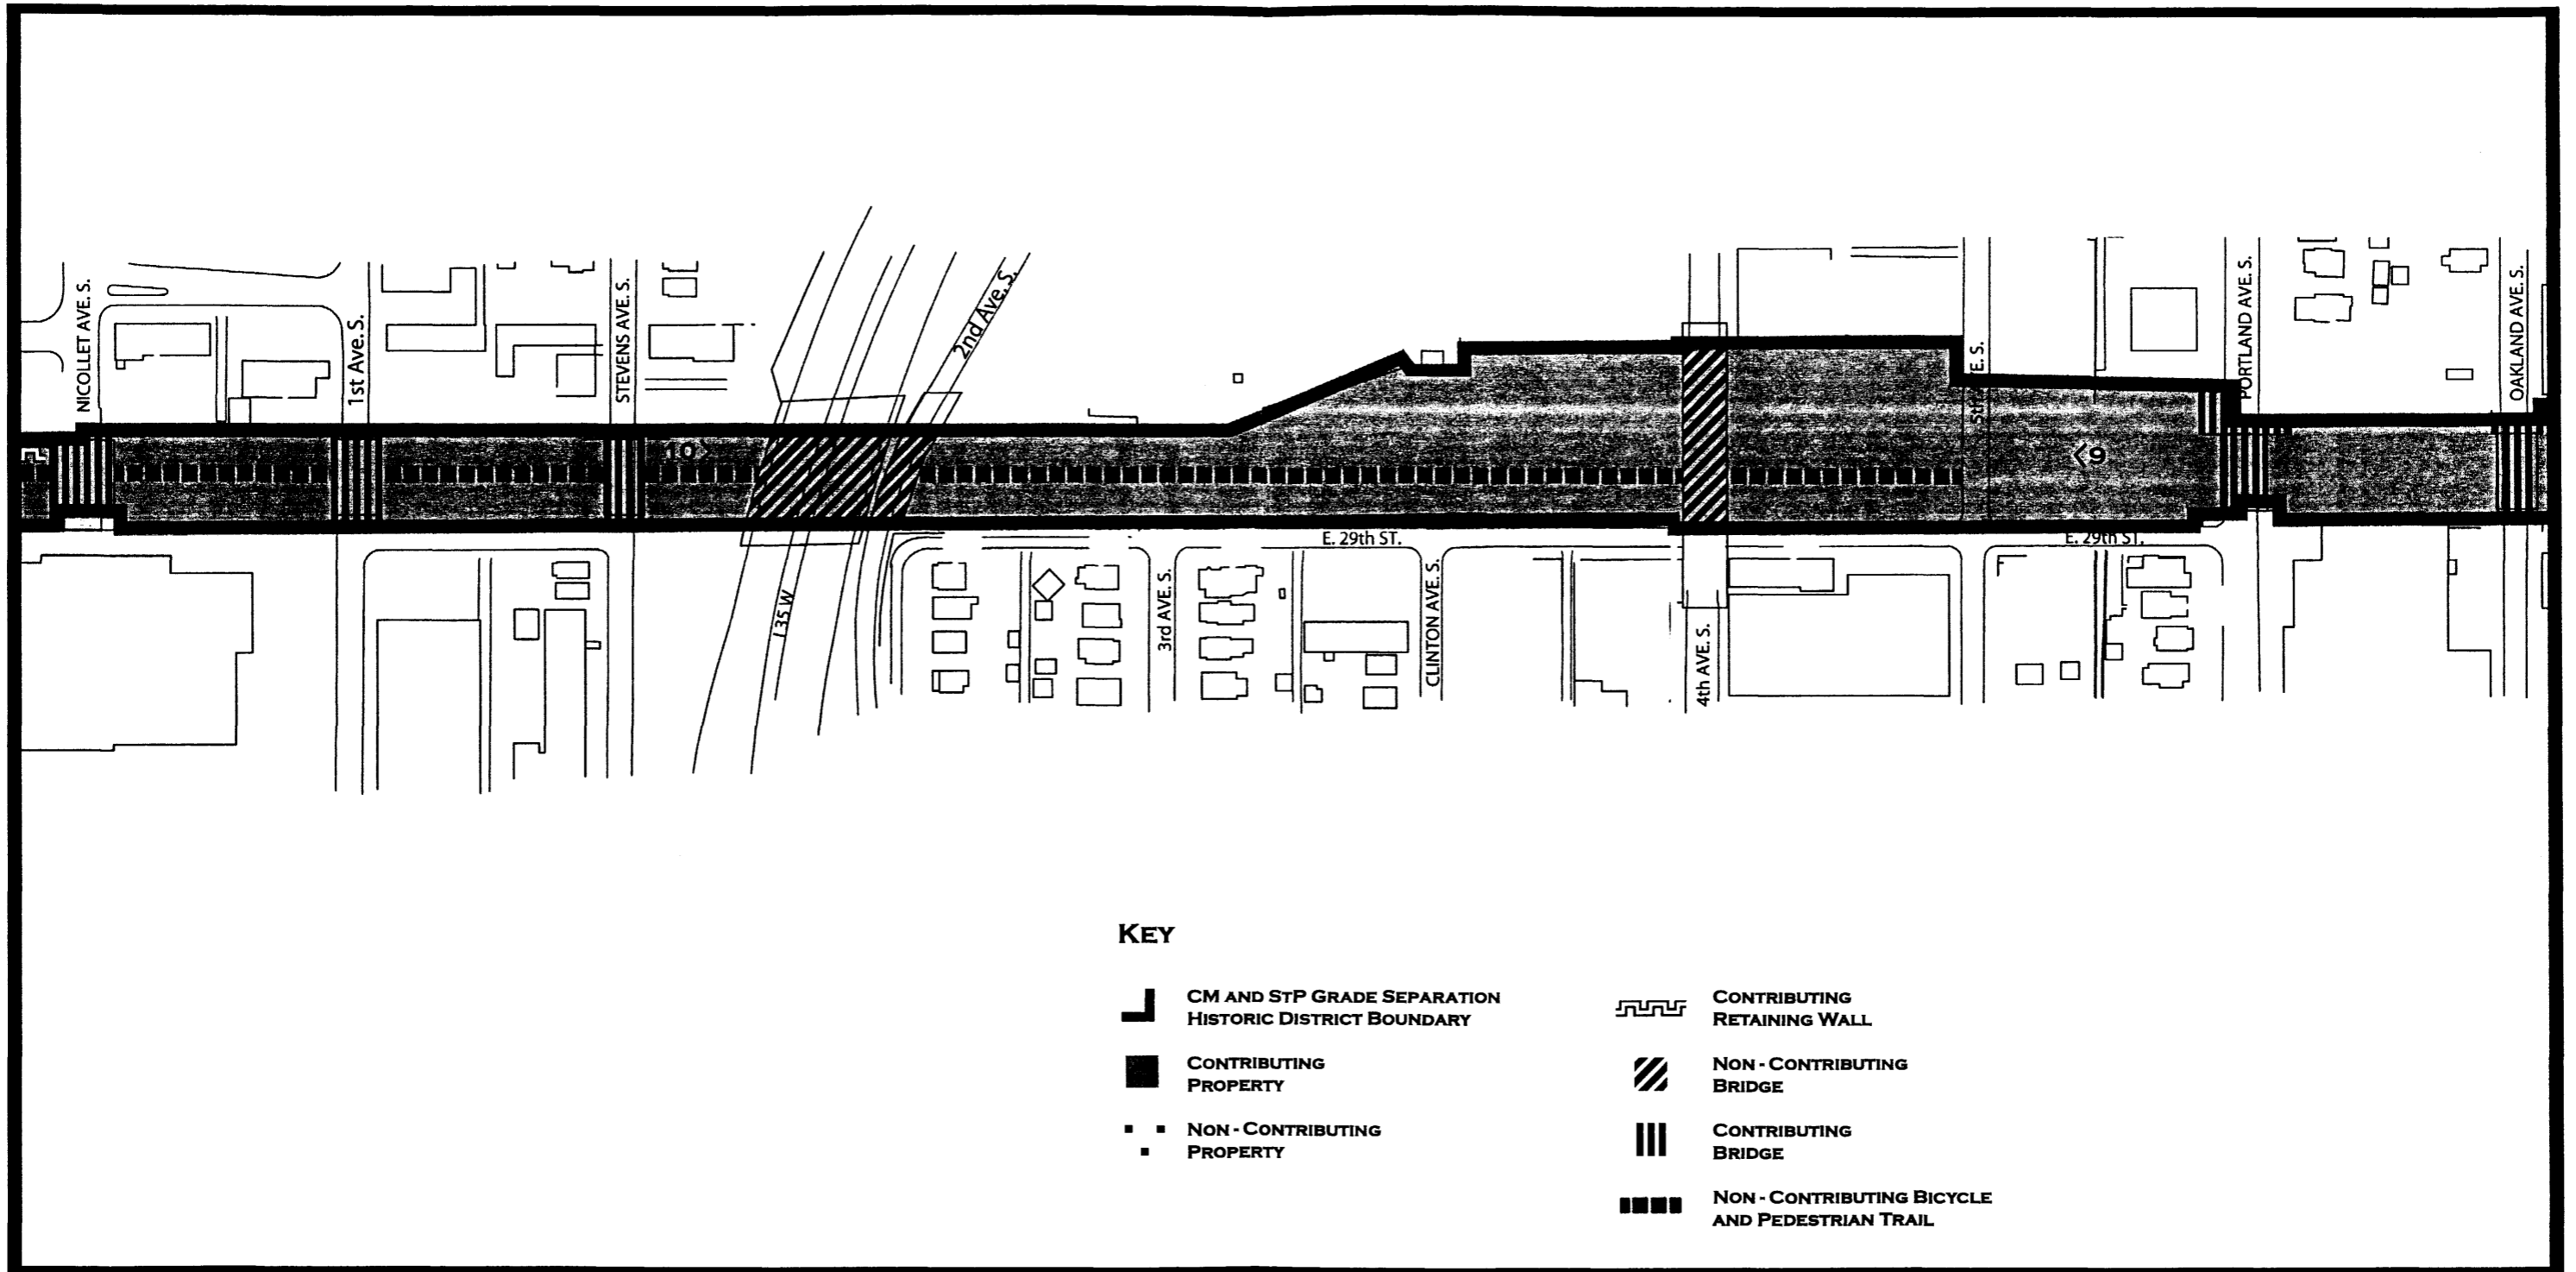 NICOLLET AVE. S.
1st Ave. S.
STEVENS AVE. S.
2nd Ave. S.
5th E. S.
PORTLAND AVE. S.
OAKLAND AVE. S.
10>
<9
E. 29th ST.
E. 29th ST.
I 35 W
3rd AVE. S.
CLINTON AVE. S.
4th AVE. S.
KEY
CM AND STP GRADE SEPARATION
HISTORIC DISTRICT BOUNDARY
CONTRIBUTING
PROPERTY
NON - CONTRIBUTING
PROPERTY
CONTRIBUTING
RETAINING WALL
NON - CONTRIBUTING
BRIDGE
CONTRIBUTING
BRIDGE
NON - CONTRIBUTING BICYCLE
AND PEDESTRIAN TRAIL